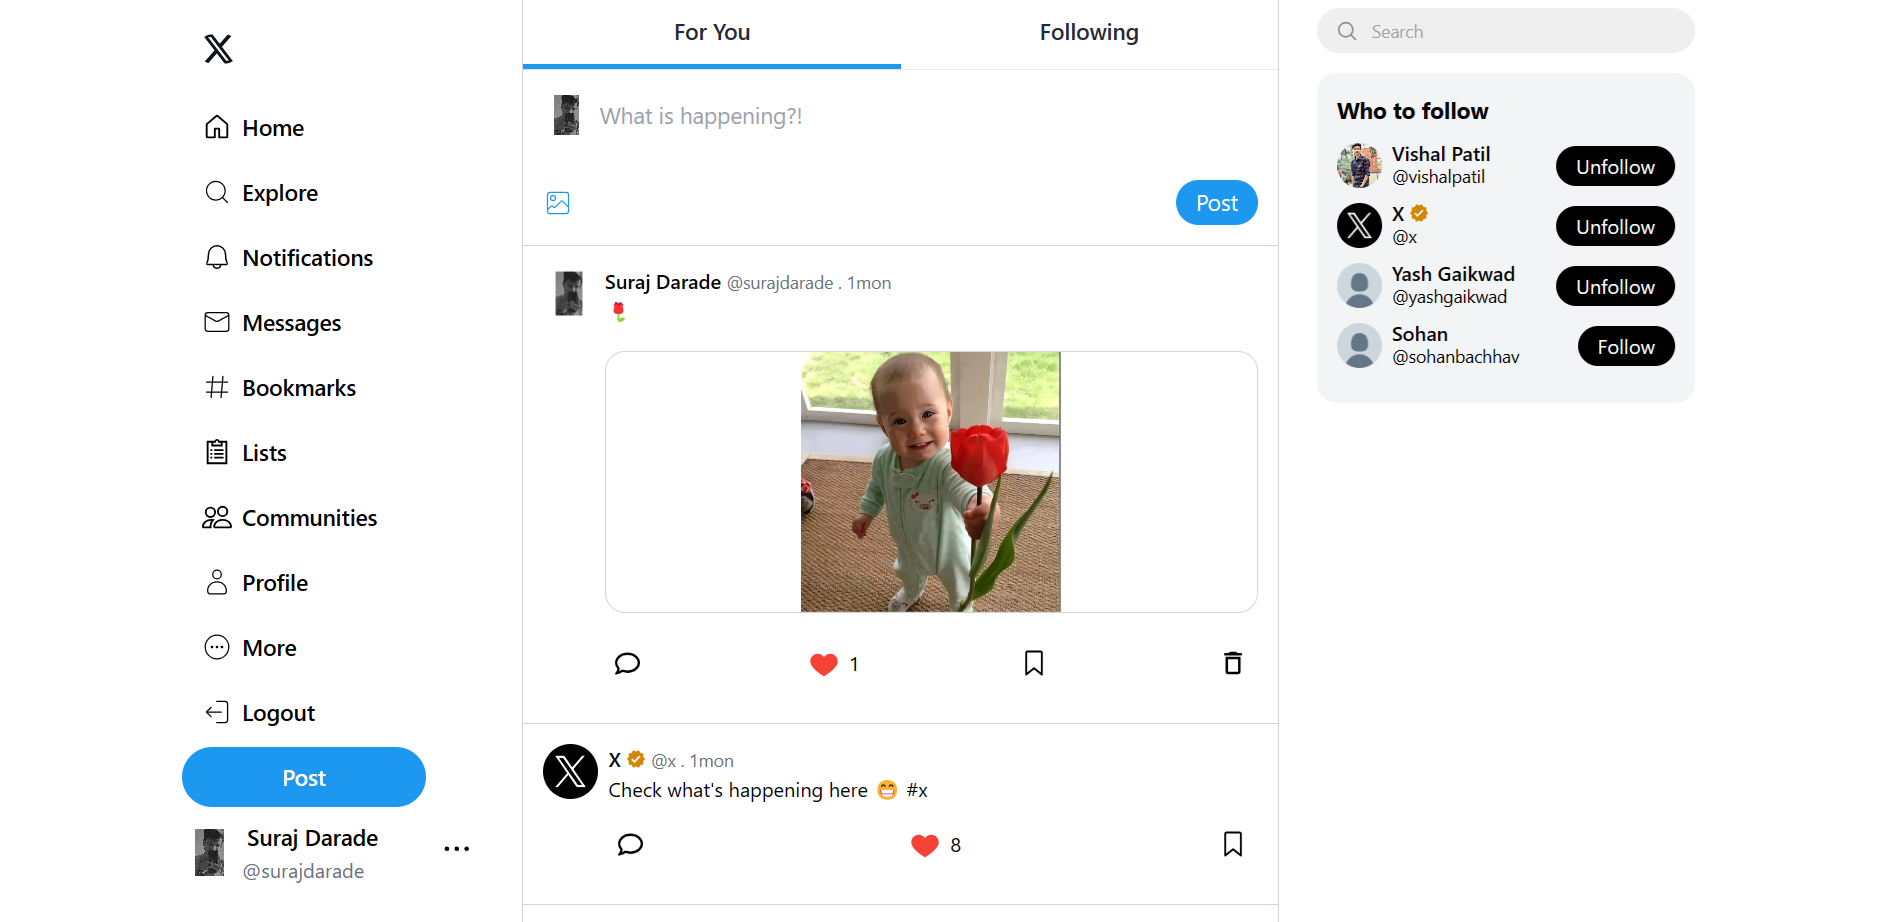 Home
Explore
Notifications
Messages
Bookmarks
Lists
Communities
Profile
More
Logout
Post
Suraj Darade
@surajdarade
For You
Following
What is happening?!
Post
Suraj Darade @surajdarade . 1mon
🌹
1
X @x . 1mon
Check what's happening here 😁 #x
8
Search
Who to follow
Vishal Patil
@vishalpatil
Unfollow
X
@x
Unfollow
Yash Gaikwad
@yashgaikwad
Unfollow
Sohan
@sohanbachhav
Follow